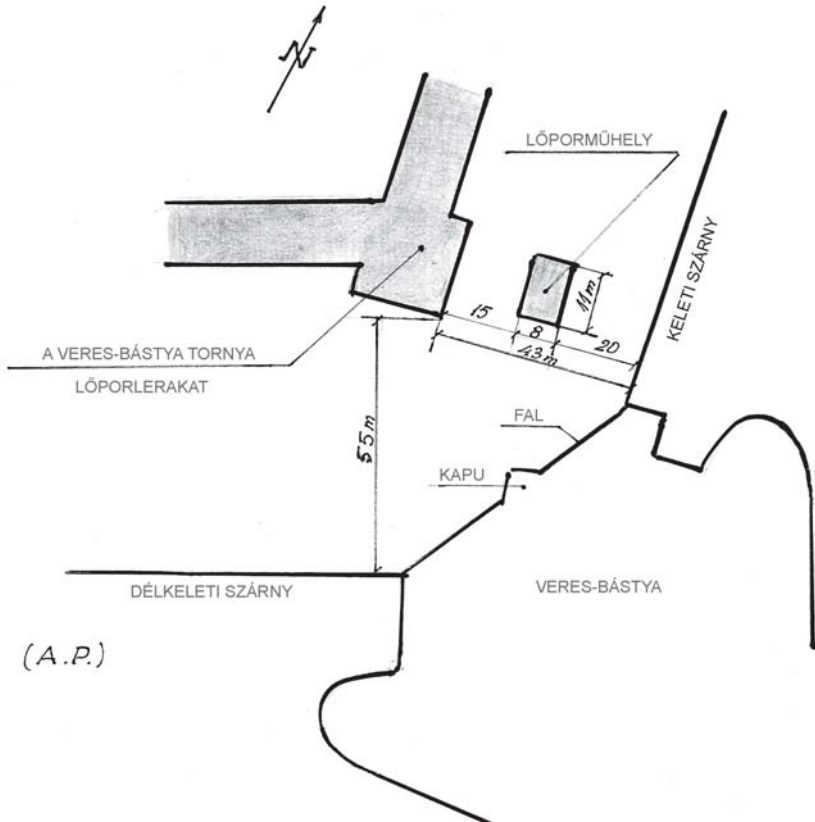 N
LŐPORMŰHELY
KELETI SZÁRNY
11m
15
8
20
43m
A VERES-BÁSTYA TORNYA
LŐPORLERAKAT
55m
FAL
KAPU
DÉLKELETI SZÁRNY
VERES-BÁSTYA
(A.P.)